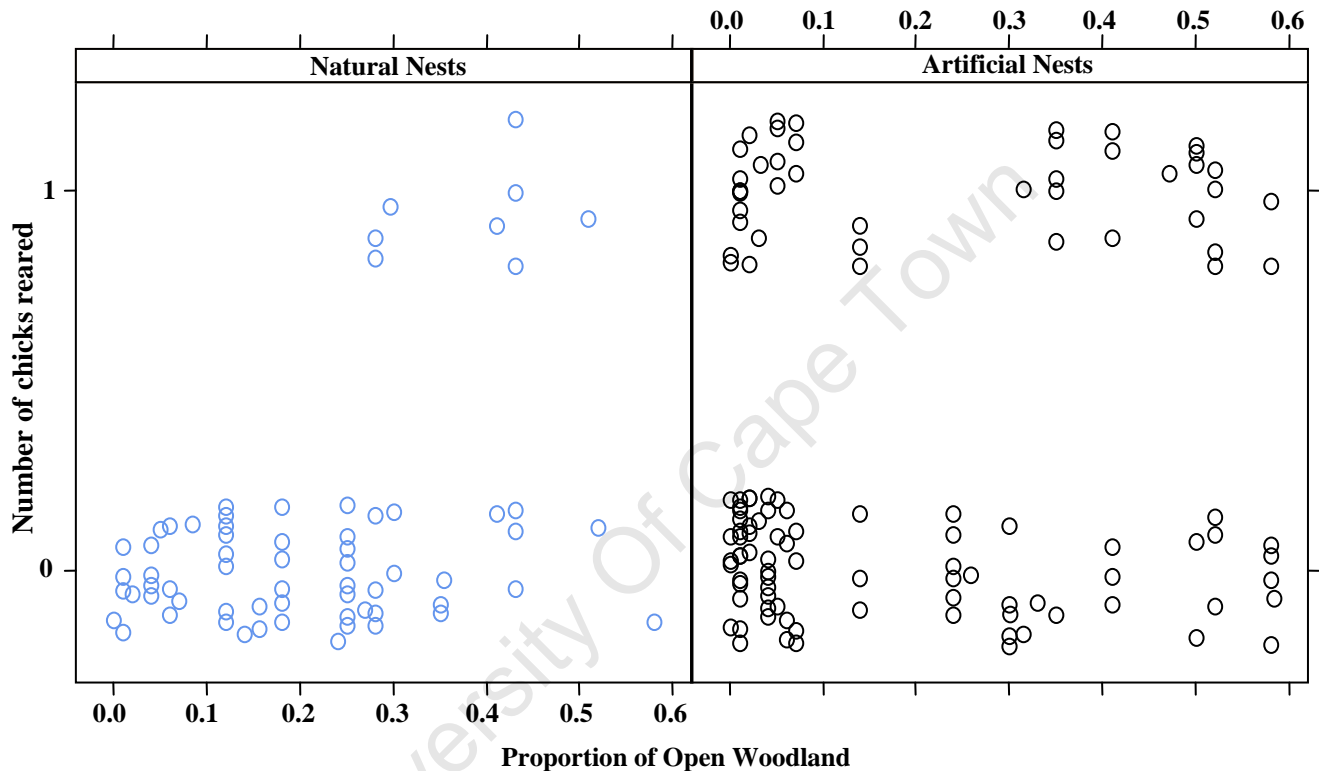 0.0 0.1 0.2 0.3 0.4 0.5 0.6
Natural Nests Artificial Nests
Number of chicks reared
1
0
0.0 0.1 0.2 0.3 0.4 0.5 0.6
Proportion of Open Woodland
versity Of Cape Town